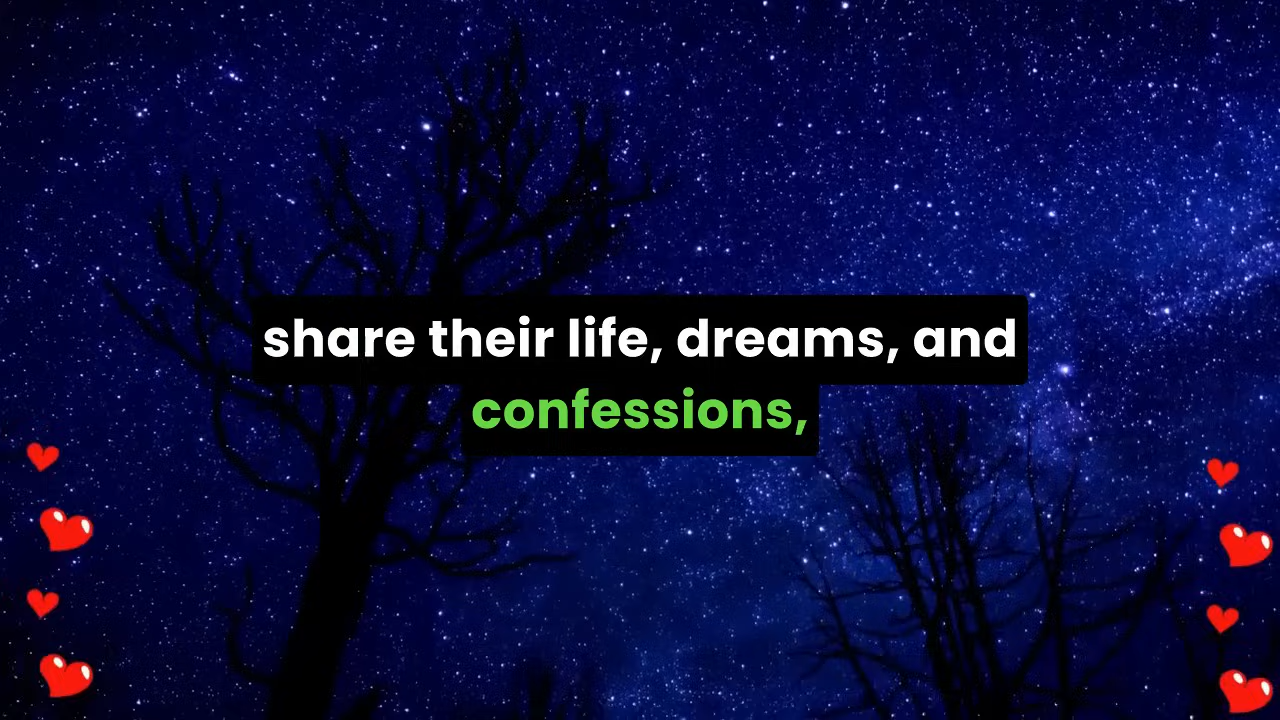 share their life, dreams, and
confessions,